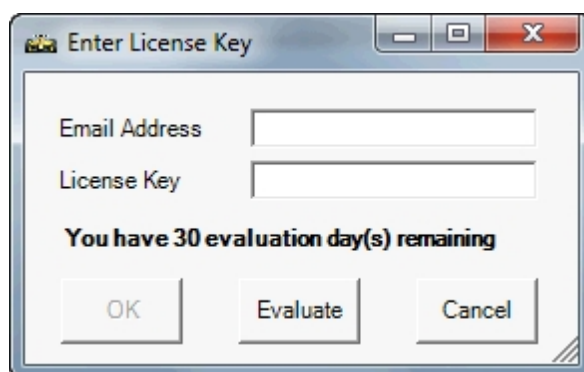 Enter License Key
Email Address
License Key
You have 30 evaluation day(s) remaining
OK Evaluate Cancel